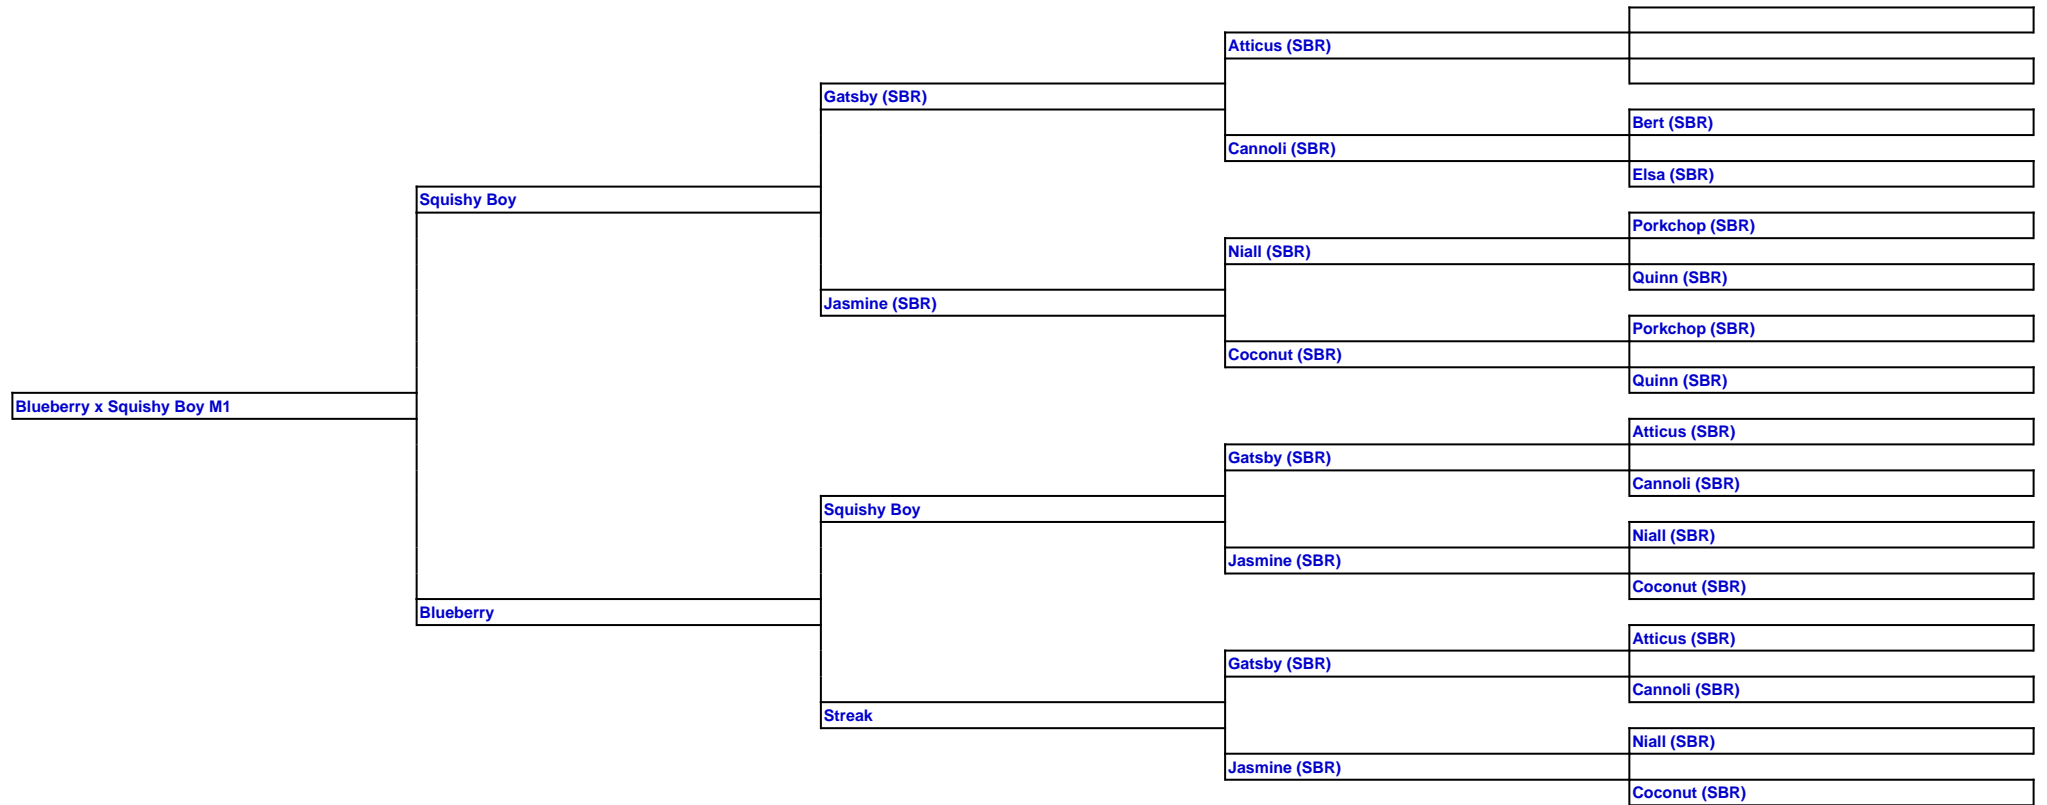 Atticus (SBR)
Gatsby (SBR)
Bert (SBR)
Cannoli (SBR)
Elsa (SBR)
Squishy Boy
Porkchop (SBR)
Niall (SBR)
Quinn (SBR)
Jasmine (SBR)
Porkchop (SBR)
Coconut (SBR)
Quinn (SBR)
Blueberry x Squishy Boy M1
Atticus (SBR)
Gatsby (SBR)
Cannoli (SBR)
Squishy Boy
Niall (SBR)
Jasmine (SBR)
Coconut (SBR)
Blueberry
Atticus (SBR)
Gatsby (SBR)
Cannoli (SBR)
Streak
Niall (SBR)
Jasmine (SBR)
Coconut (SBR)